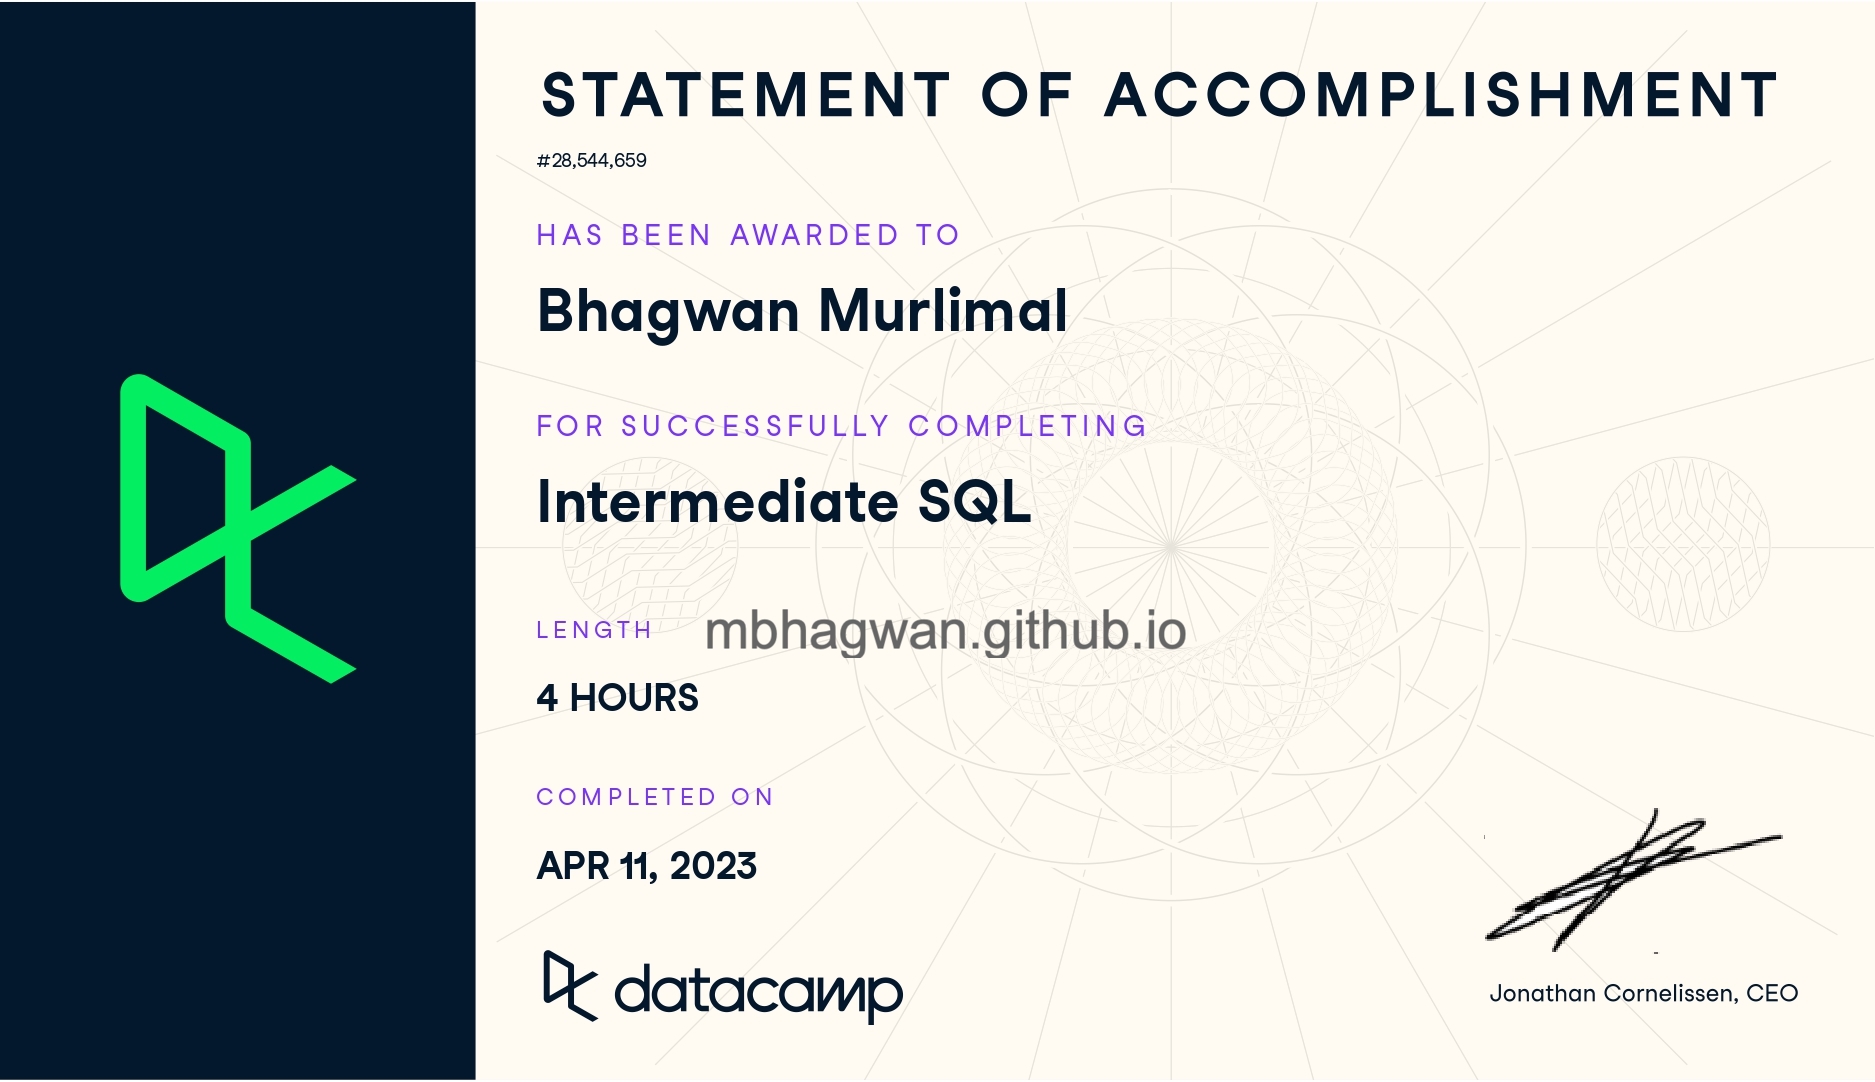 STATEMENT OF ACCOMPLISHMENT
#28,544,659
HAS BEEN AWARDED TO
Bhagwan Murlimal
FOR SUCCESSFULLY COMPLETING
Intermediate SQL
LENGTH
mbhagwan.github.io
4 HOURS
COMPLETED ON
APR 11, 2023
datacamp
Jonathan Cornelissen, CEO